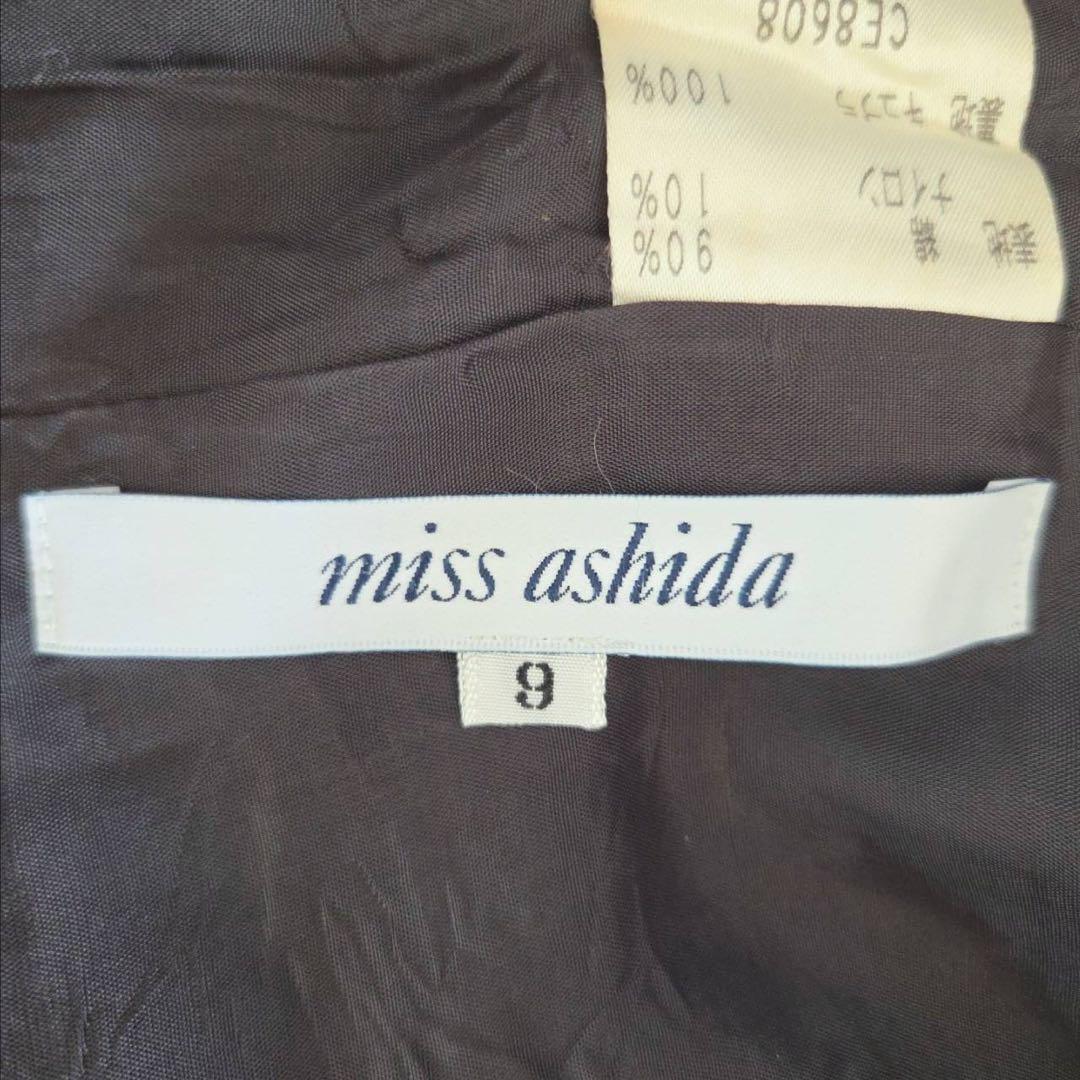 miss ashida
9
表地 綿 90%
ナイロン 10%
裏地 キュプラ 100%
CE8608